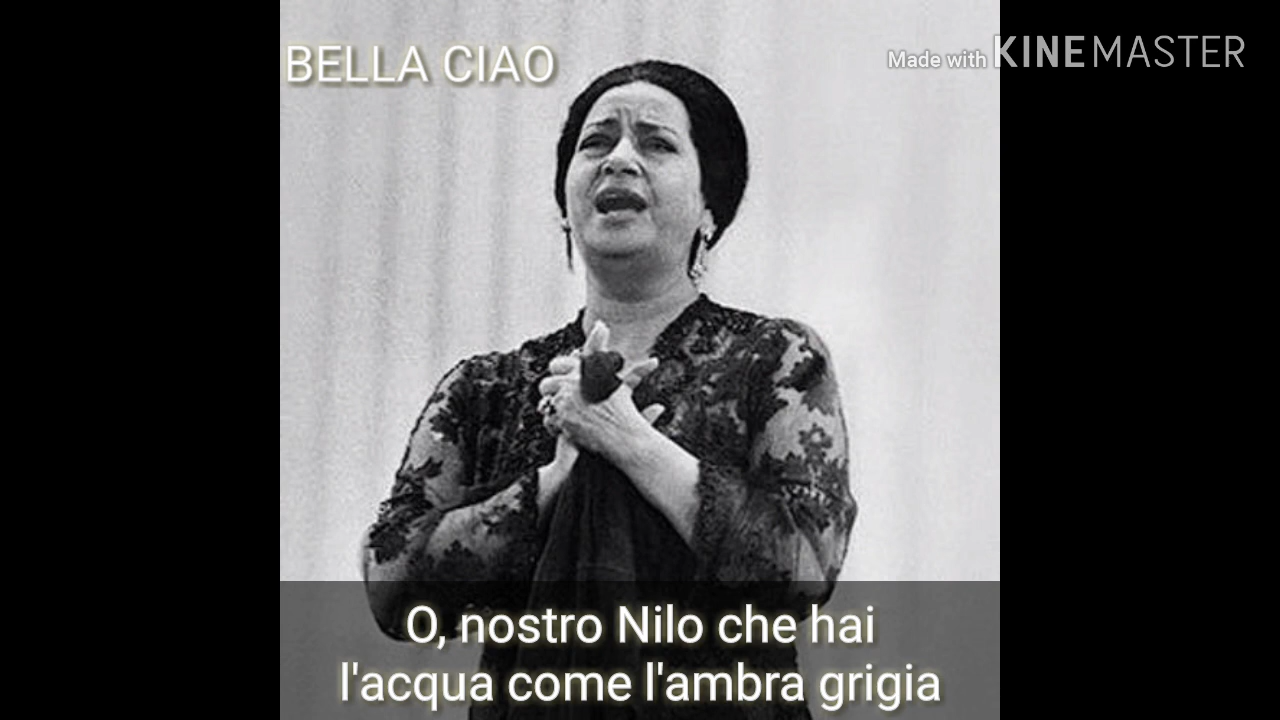 BELLA CIAO
Made with KINEMASTER
O, nostro Nilo che hai
l'acqua come l'ambra grigia